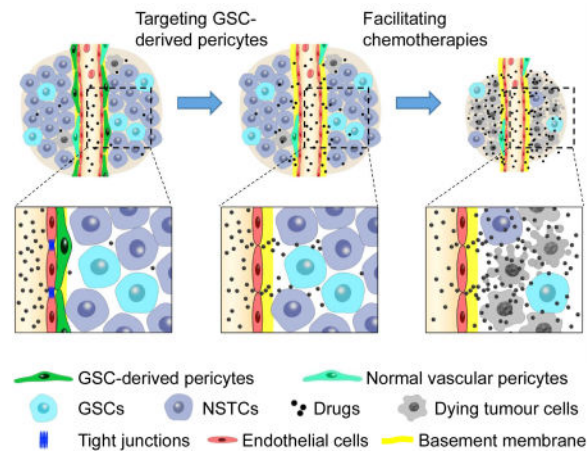 Targeting GSC-
derived pericytes
Facilitating
chemotherapies
GSC-derived pericytes
Normal vascular pericytes
GSCs
NSTCs
Drugs
Dying tumour cells
Tight junctions
Endothelial cells
Basement membrane